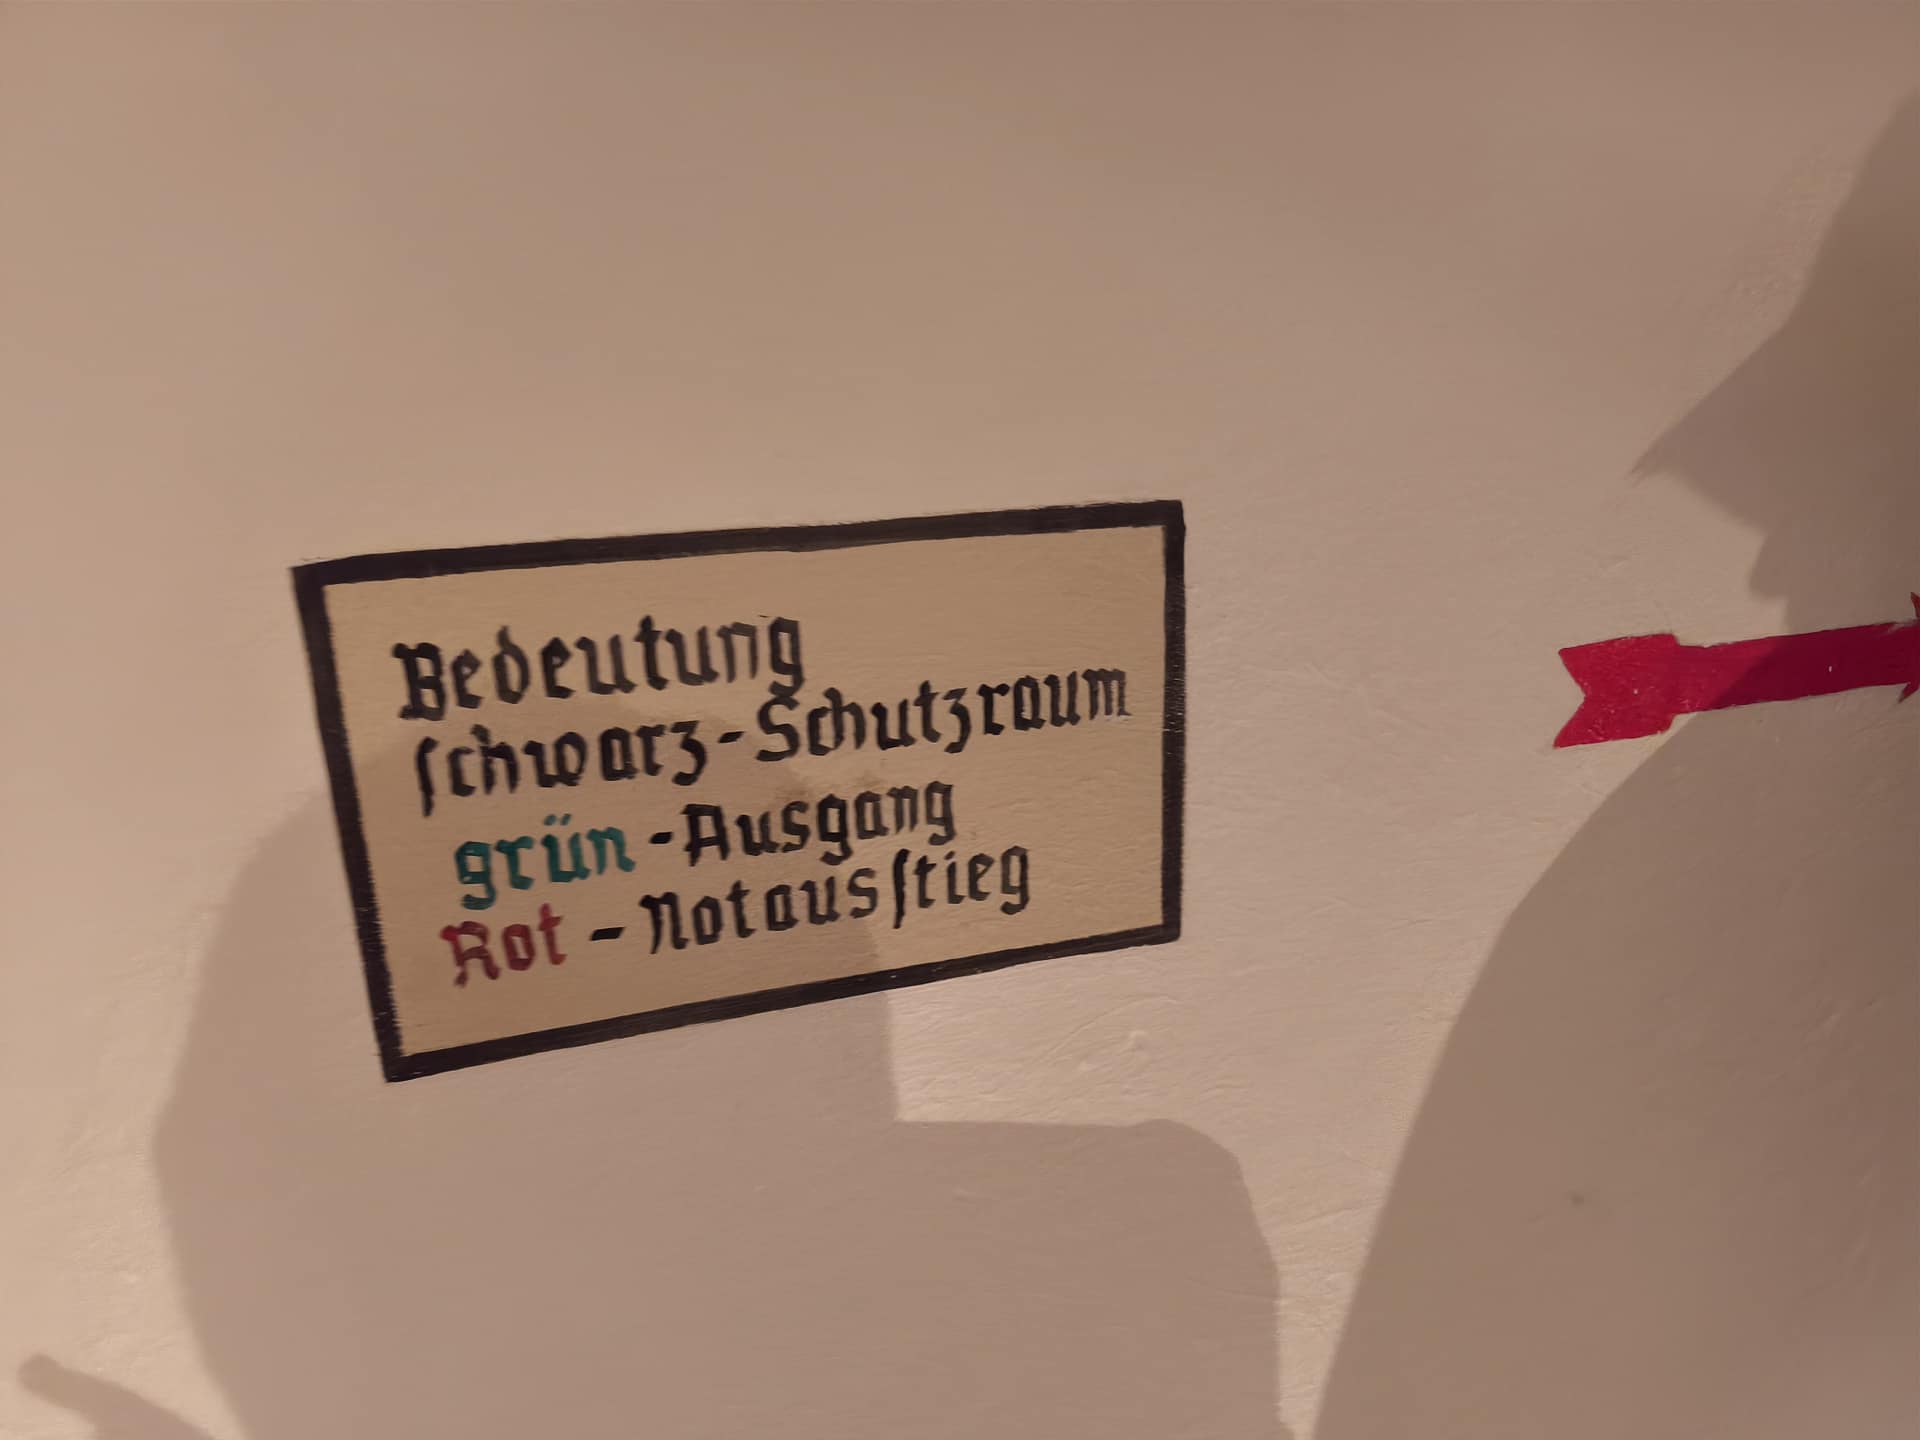 Bedeutung
ſchwarz-Schutzraum
grün-Ausgang
Rot - Notausſtieg